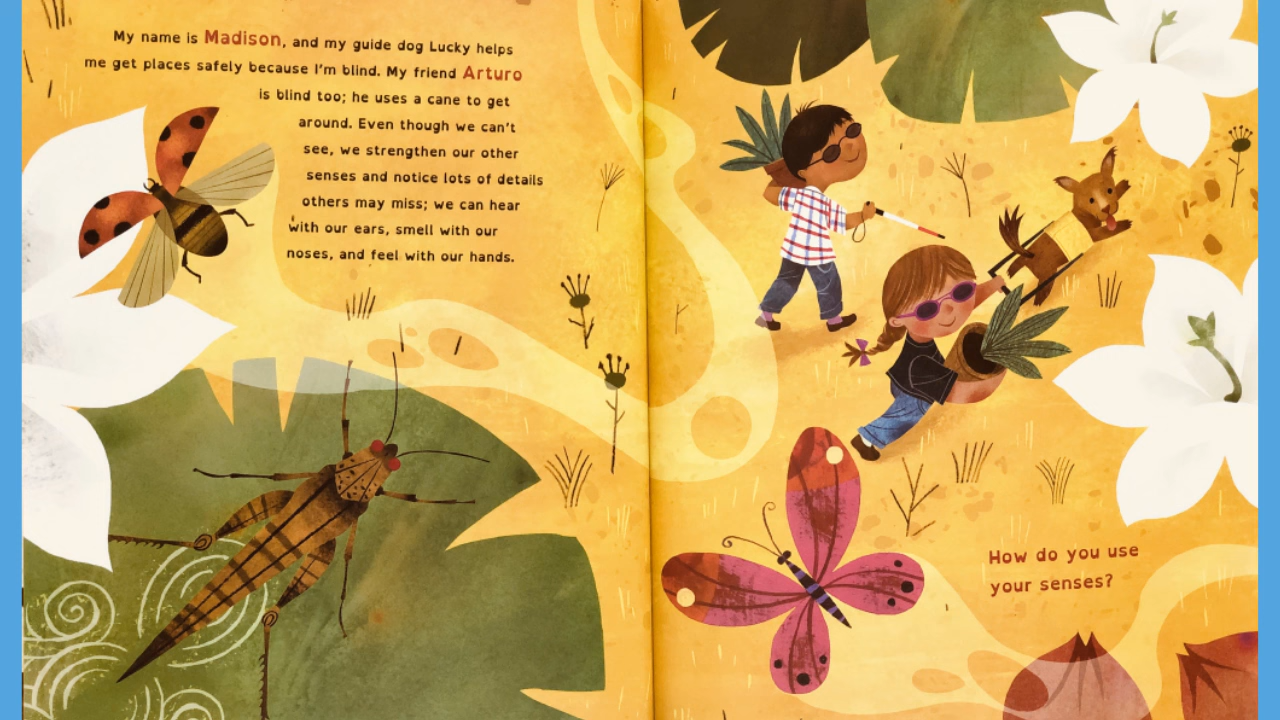 My name is Madison, and my guide dog Lucky helps
me get places safely because I'm blind. My friend Arturo
is blind too; he uses a cane to get
around. Even though we can't
see, we strengthen our other
senses and notice lots of details
others may miss; we can hear
with our ears, smell with our
noses, and feel with our hands.
How do you use
your senses?